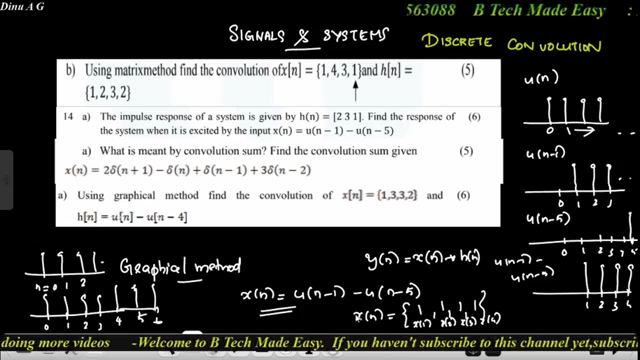 Dinu A G
563088 B Tech Made Easy
SIGNALS & SYSTEMS
DISCRETE CONVOLUTION
b) Using matrixmethod find the convolution ofx[n] = {1,4,3,1}and h[n] = (5)
{1,2,3,2}
14 a) The impulse response of a system is given by h(n) = [2 3 1]. Find the response (6)
of the system when it is excited by the input x(n) = u(n − 1) − u(n − 5)
a) What is meant by convolution sum? Find the convolution sum given (5)
x(n) = 2δ(n + 1) − δ(n) + δ(n − 1) + 3δ(n − 2)
a) Using graphical method find the convolution of x[n] = {1,3,3,2} and (6)
h[n] = u[n] − u[n − 4]
u(n)
0 1
u(n-1)
0 1 2 3
u(n-5)
0 1 2 3 4 5
u(n-1) -
u(n-5)
0 1 2 3 4
n=0 1 2
Graphical method
0 1 2 3 4 5 6
y(n) = x(n) * h(n)
x(n) = u(n-1) - u(n-5)
x(n) = { 1, 1, 1, 1 }
doing more videos -Welcome to B Tech Made Easy. If you haven't subscribe to this channel yet,subscr